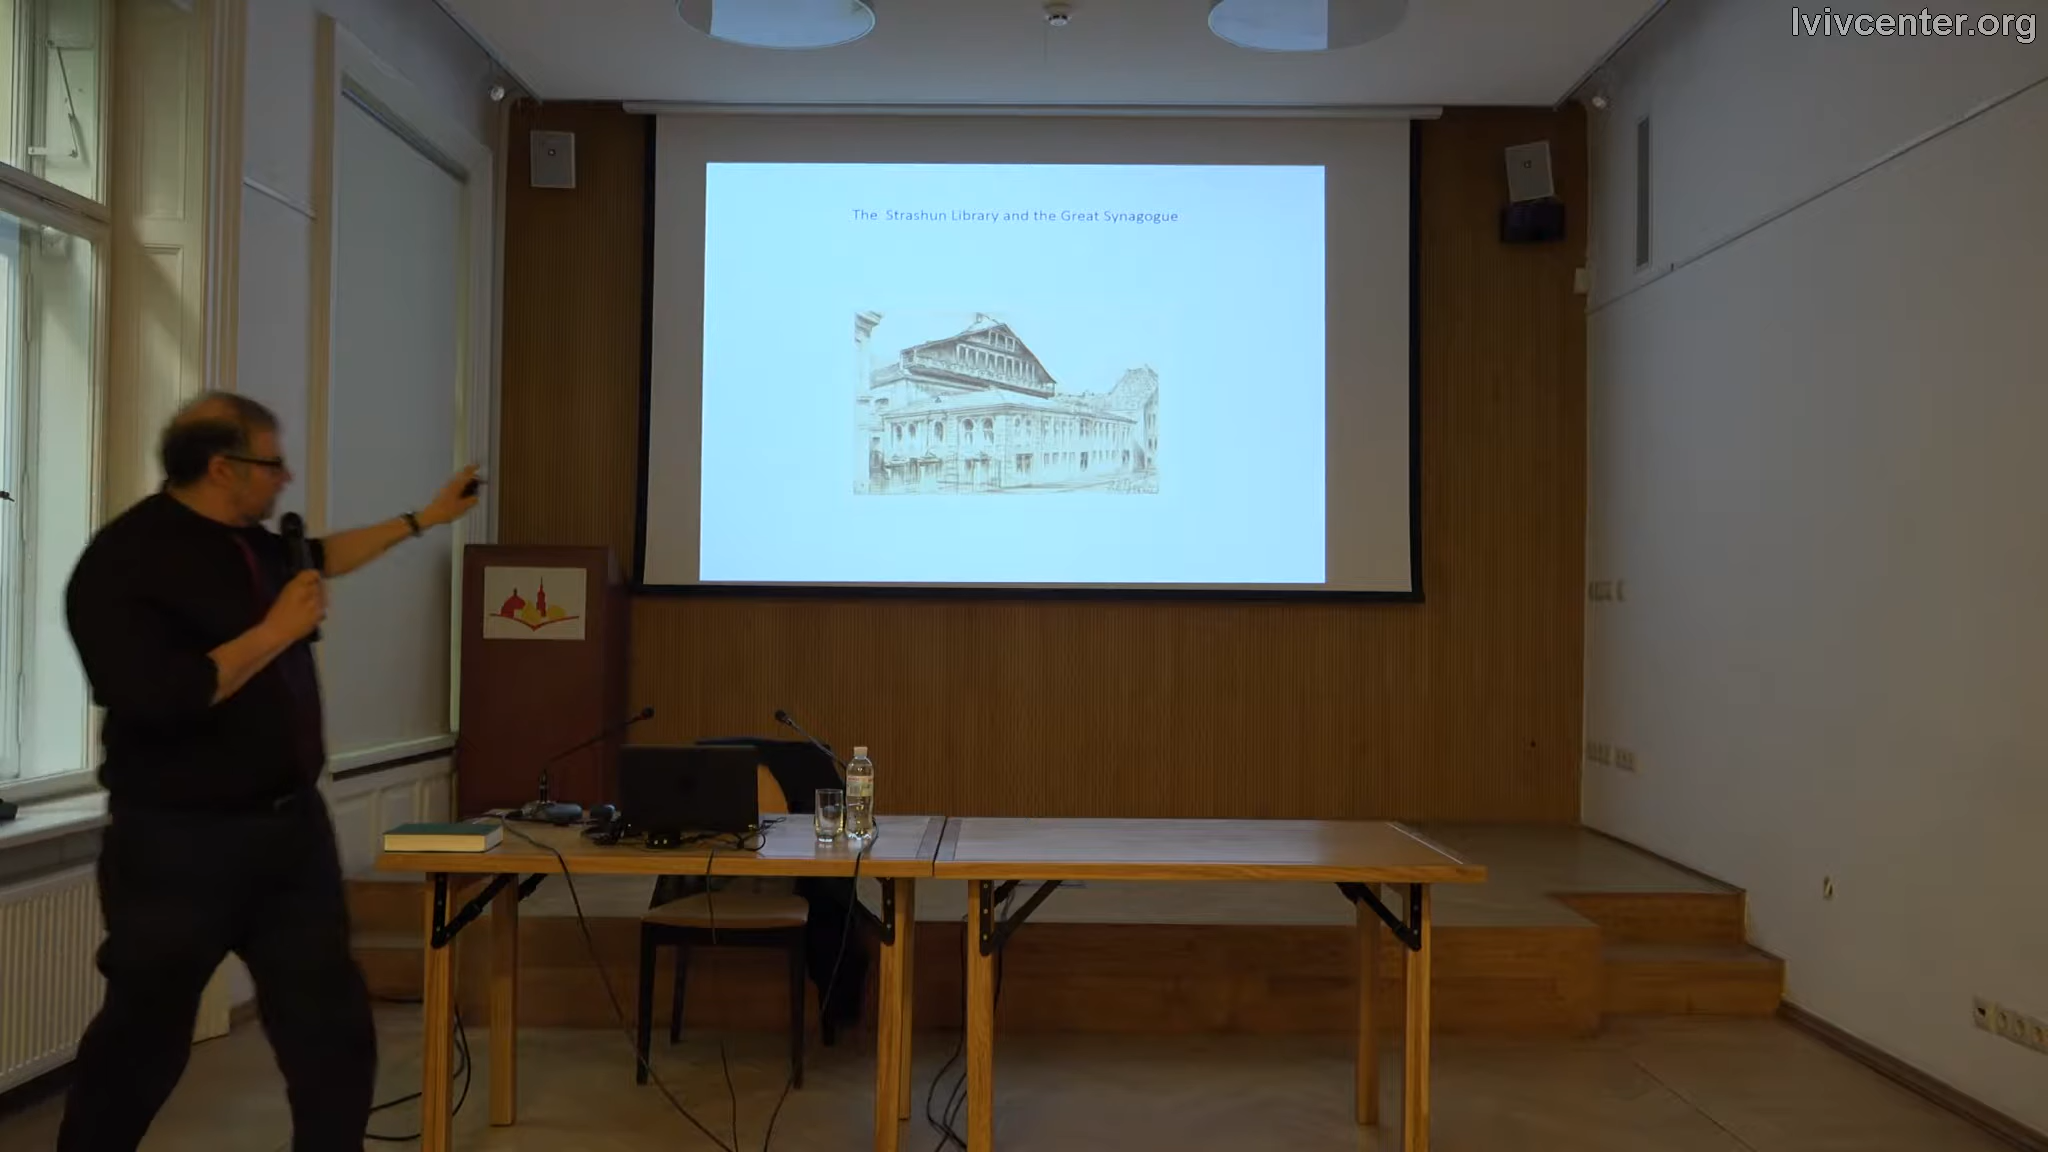 lvivcenter.org
The Strashun Library and the Great Synagogue